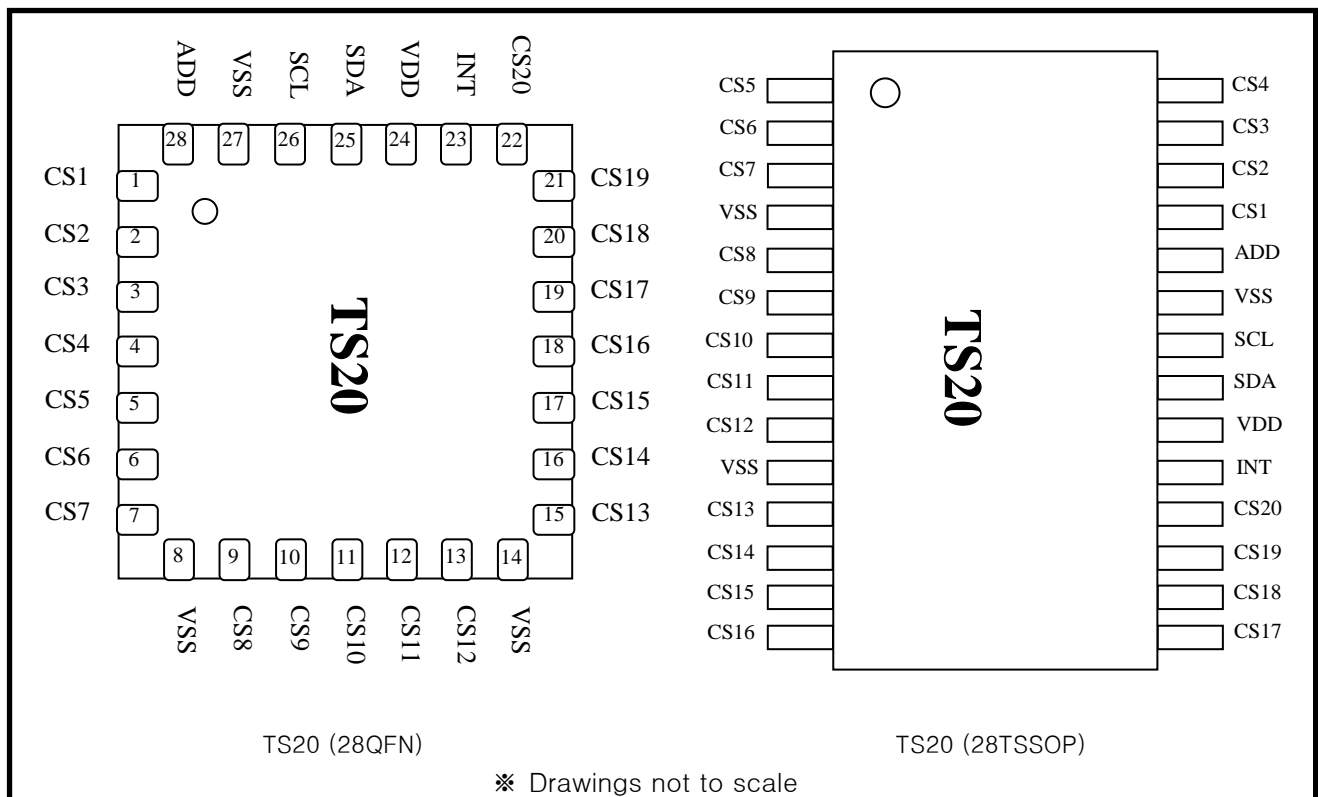 ADD VSS SCL SDA VDD INT CS20
28 27 26 25 24 23 22
CS1 1 21 CS19
CS2 2 20 CS18
CS3 3 19 CS17
CS4 4 18 CS16
CS5 5 17 CS15
CS6 6 16 CS14
CS7 7 15 CS13
TS20
8 9 10 11 12 13 14
VSS CS8 CS9 CS10 CS11 CS12 VSS
TS20 (28QFN)
CS5 CS4
CS6 CS3
CS7 CS2
VSS CS1
CS8 ADD
CS9 VSS
CS10 SCL
CS11 SDA
CS12 VDD
VSS INT
CS13 CS20
CS14 CS19
CS15 CS18
CS16 CS17
TS20
TS20 (28TSSOP)
※ Drawings not to scale